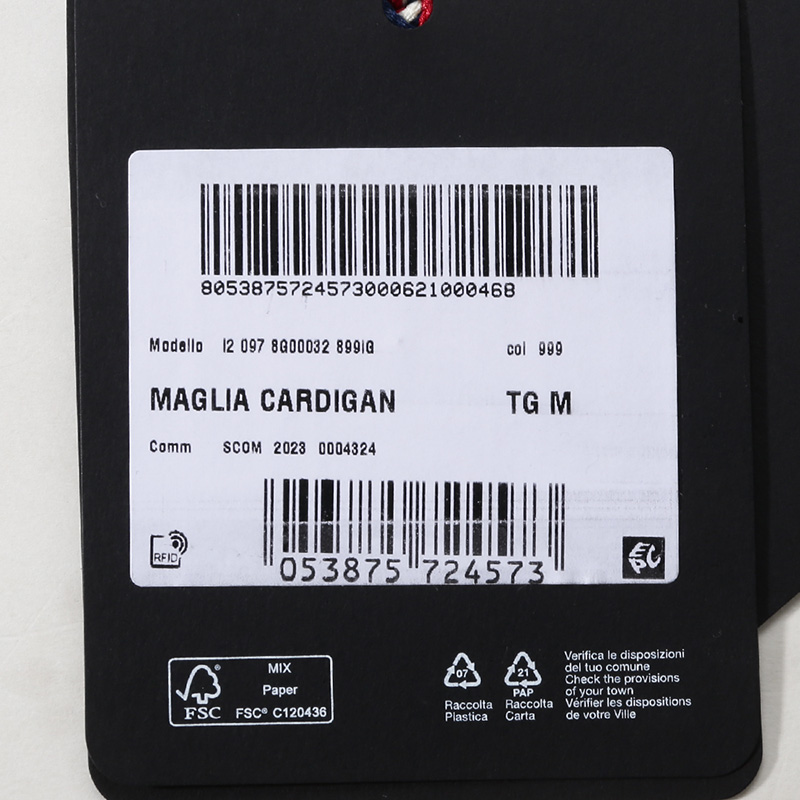 8053875724573000621000468
Modello I2 097 8G00032 899IG col 999
MAGLIA CARDIGAN TG M
Comm SCOM 2023 0004324
RFID
053875 724573
EPC
MIX
Paper
FSC
FSC® C120436
07
Raccolta
Plastica
21
PAP
Raccolta
Carta
Verifica le disposizioni
del tuo comune
Check the provisions
of your town
Vérifier les dispositions
de votre Ville